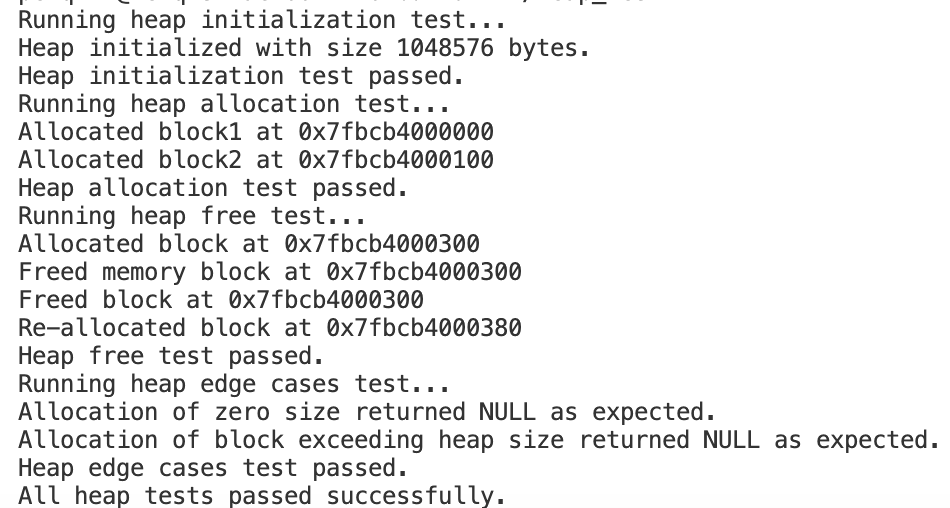 Running heap initialization test...
Heap initialized with size 1048576 bytes.
Heap initialization test passed.
Running heap allocation test...
Allocated block1 at 0x7fbcb4000000
Allocated block2 at 0x7fbcb4000100
Heap allocation test passed.
Running heap free test...
Allocated block at 0x7fbcb4000300
Freed memory block at 0x7fbcb4000300
Freed block at 0x7fbcb4000300
Re-allocated block at 0x7fbcb4000380
Heap free test passed.
Running heap edge cases test...
Allocation of zero size returned NULL as expected.
Allocation of block exceeding heap size returned NULL as expected.
Heap edge cases test passed.
All heap tests passed successfully.